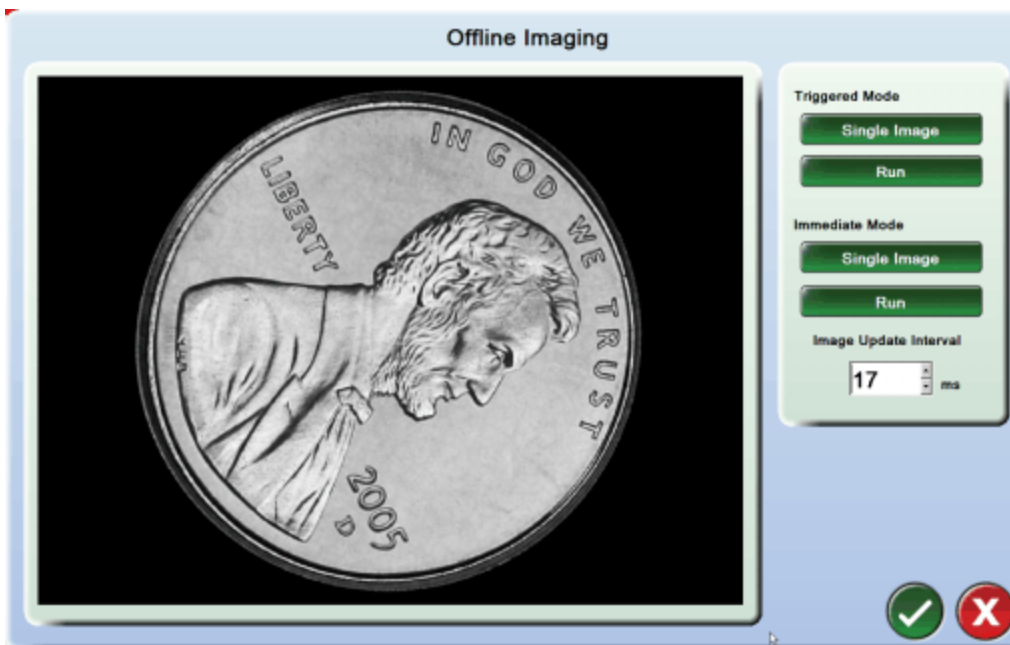 Offline Imaging
IN GOD WE TRUST
LIBERTY
2005
D
Triggered Mode
Single Image
Run
Immediate Mode
Single Image
Run
Image Update Interval
17 ms